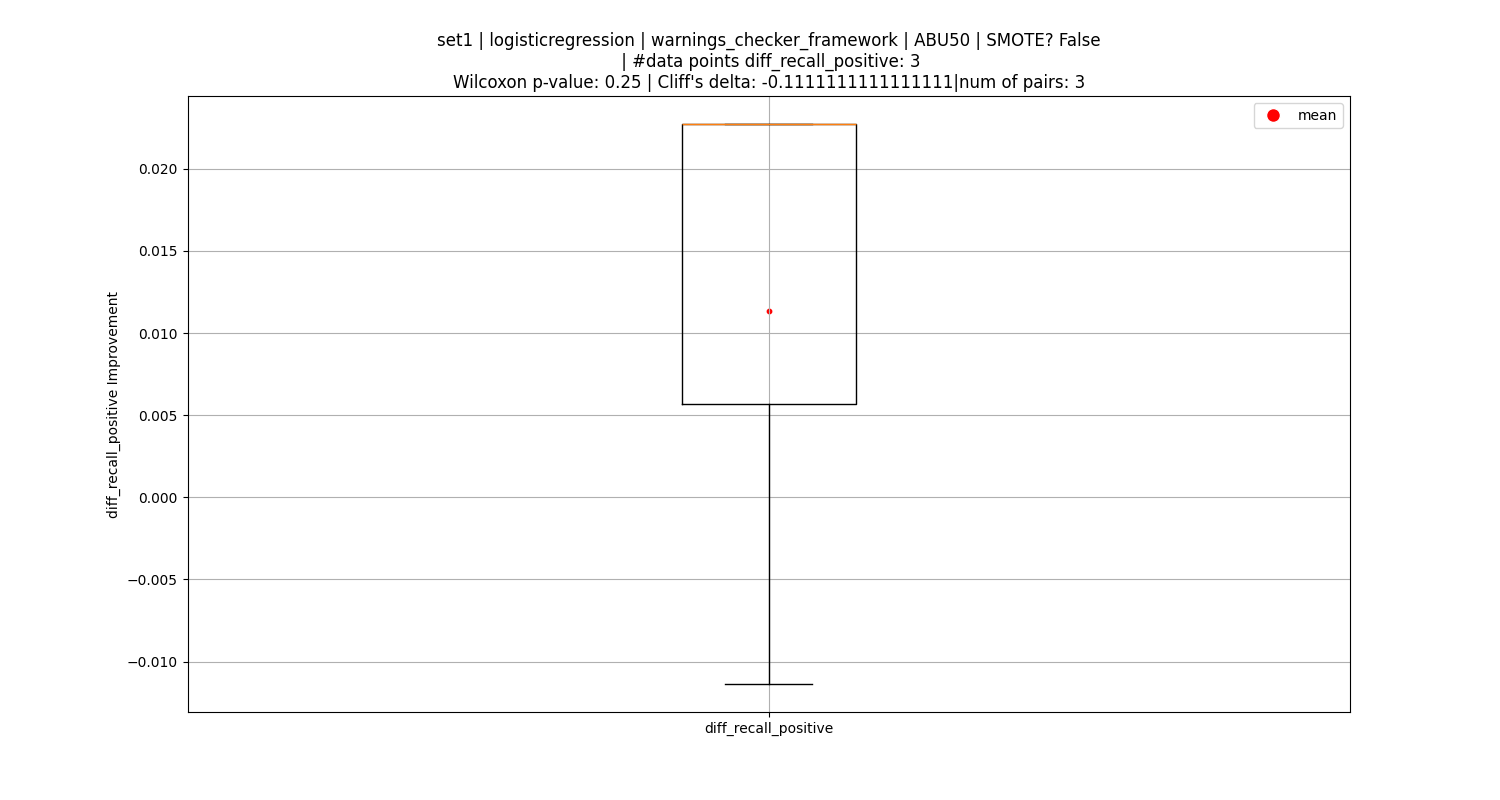 set1 | logisticregression | warnings_checker_framework | ABU50 | SMOTE? False
| #data points diff_recall_positive: 3
Wilcoxon p-value: 0.25 | Cliff's delta: -0.1111111111111111|num of pairs: 3
mean
0.020
0.015
0.010
0.005
0.000
−0.005
−0.010
diff_recall_positive Improvement
diff_recall_positive